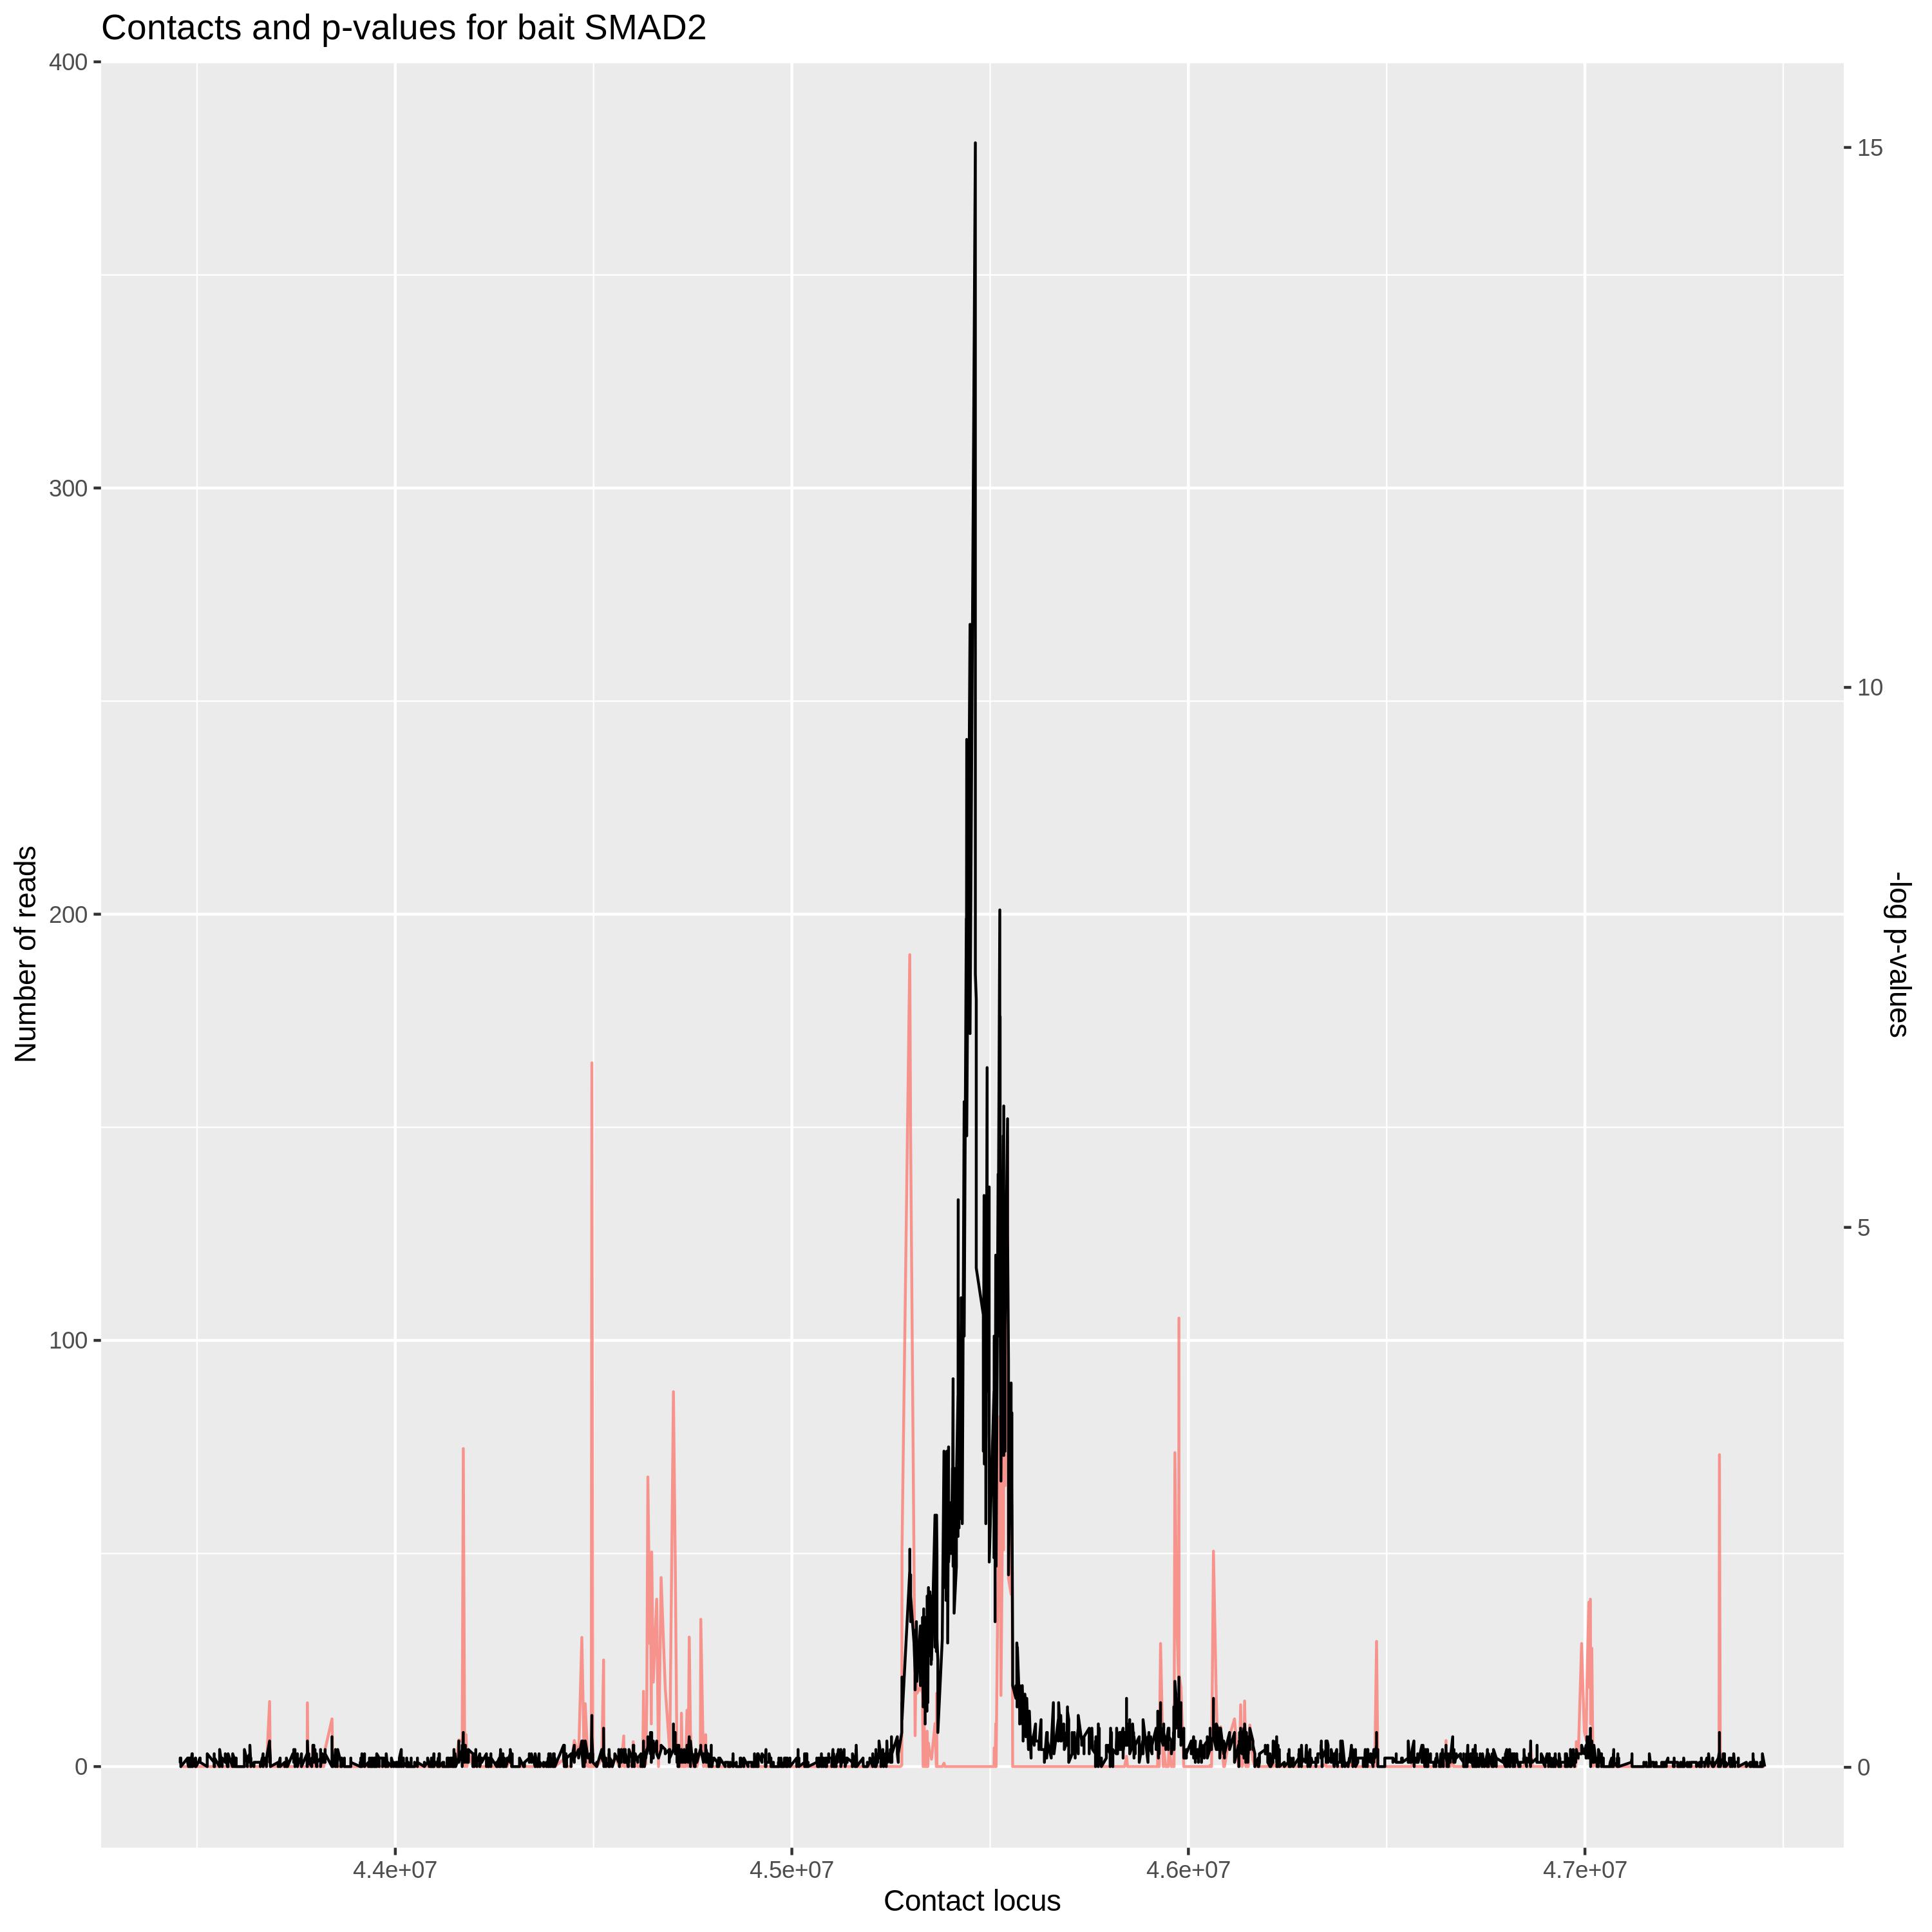 Contacts and p-values for bait SMAD2
400
300
200
100
0
Number of reads
15
10
5
0
-log p-values
4.4e+07 4.5e+07 4.6e+07 4.7e+07
Contact locus